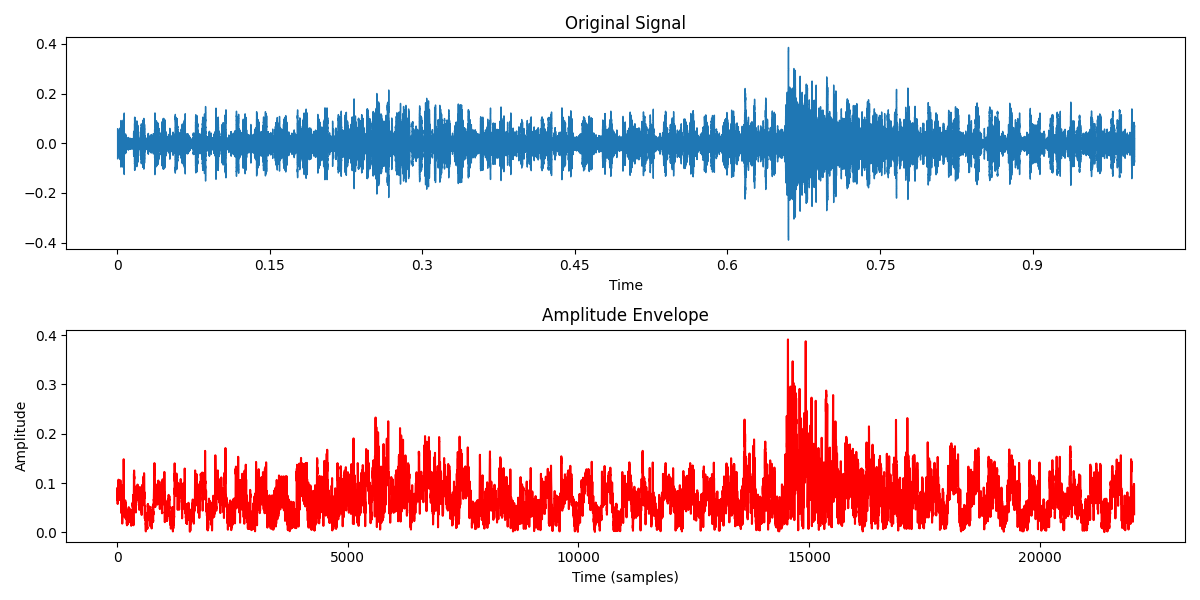 Original Signal
0.4
0.2
0.0
−0.2
−0.4
0 0.15 0.3 0.45 0.6 0.75 0.9
Time
Amplitude Envelope
0.4
0.3
0.2
0.1
0.0
Amplitude
0 5000 10000 15000 20000
Time (samples)